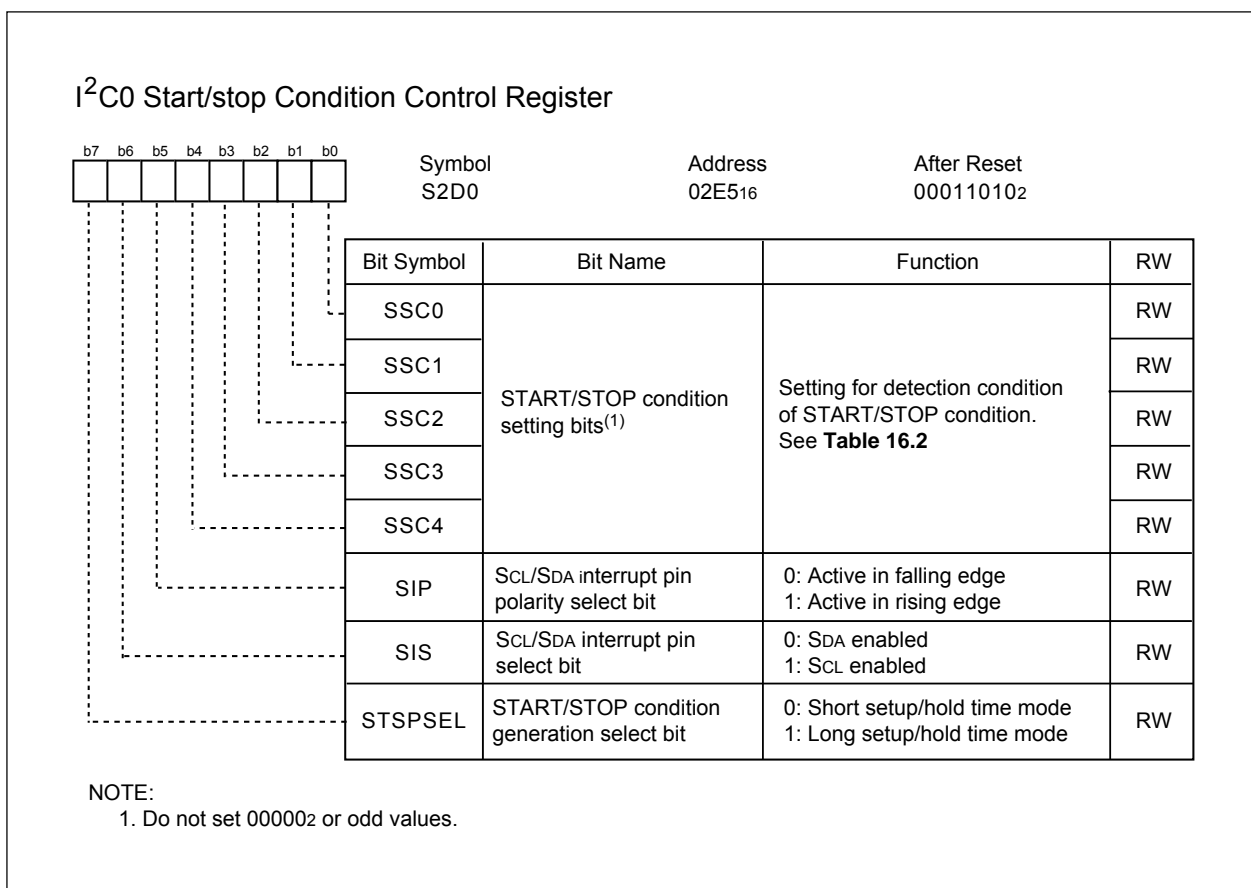 I²C0 Start/stop Condition Control Register
b7 b6 b5 b4 b3 b2 b1 b0
Symbol Address After Reset
S2D0 02E516 000110102
Bit Symbol Bit Name Function RW
SSC0 RW
SSC1 RW
SSC2 RW
SSC3 RW
SSC4 RW
START/STOP condition
setting bits(1)
Setting for detection condition
of START/STOP condition.
See Table 16.2
SIP SCL/SDA interrupt pin
polarity select bit 0: Active in falling edge
1: Active in rising edge RW
SIS SCL/SDA interrupt pin
select bit 0: SDA enabled
1: SCL enabled RW
STSPSEL START/STOP condition
generation select bit 0: Short setup/hold time mode
1: Long setup/hold time mode RW
NOTE:
1. Do not set 000002 or odd values.